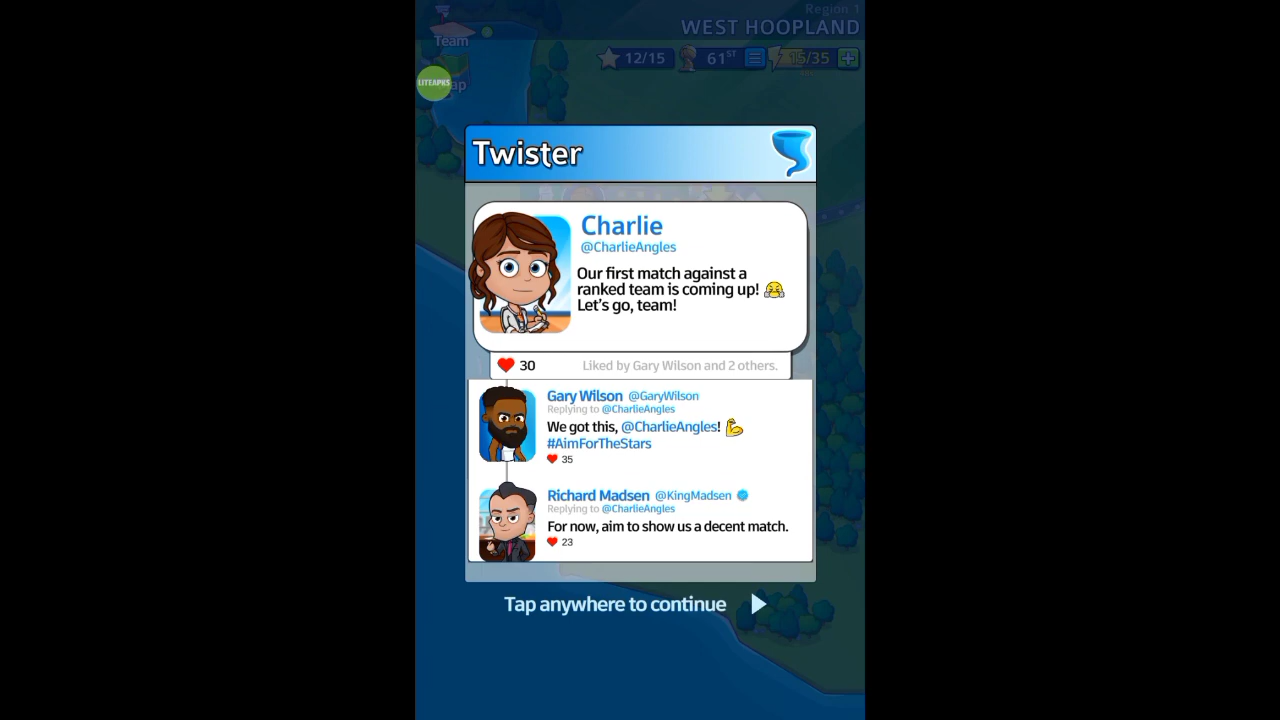 Region 1
WEST HOOPLAND
Team
12/15
61ST
15/35
LITEAPKS
Twister
Charlie
@CharlieAngles
Our first match against a
ranked team is coming up! 😤
Let's go, team!
30
Liked by Gary Wilson and 2 others.
Gary Wilson @GaryWilson
Replying to @CharlieAngles
We got this, @CharlieAngles! 💪
#AimForTheStars
35
Richard Madsen @KingMadsen
Replying to @CharlieAngles
For now, aim to show us a decent match.
23
Tap anywhere to continue